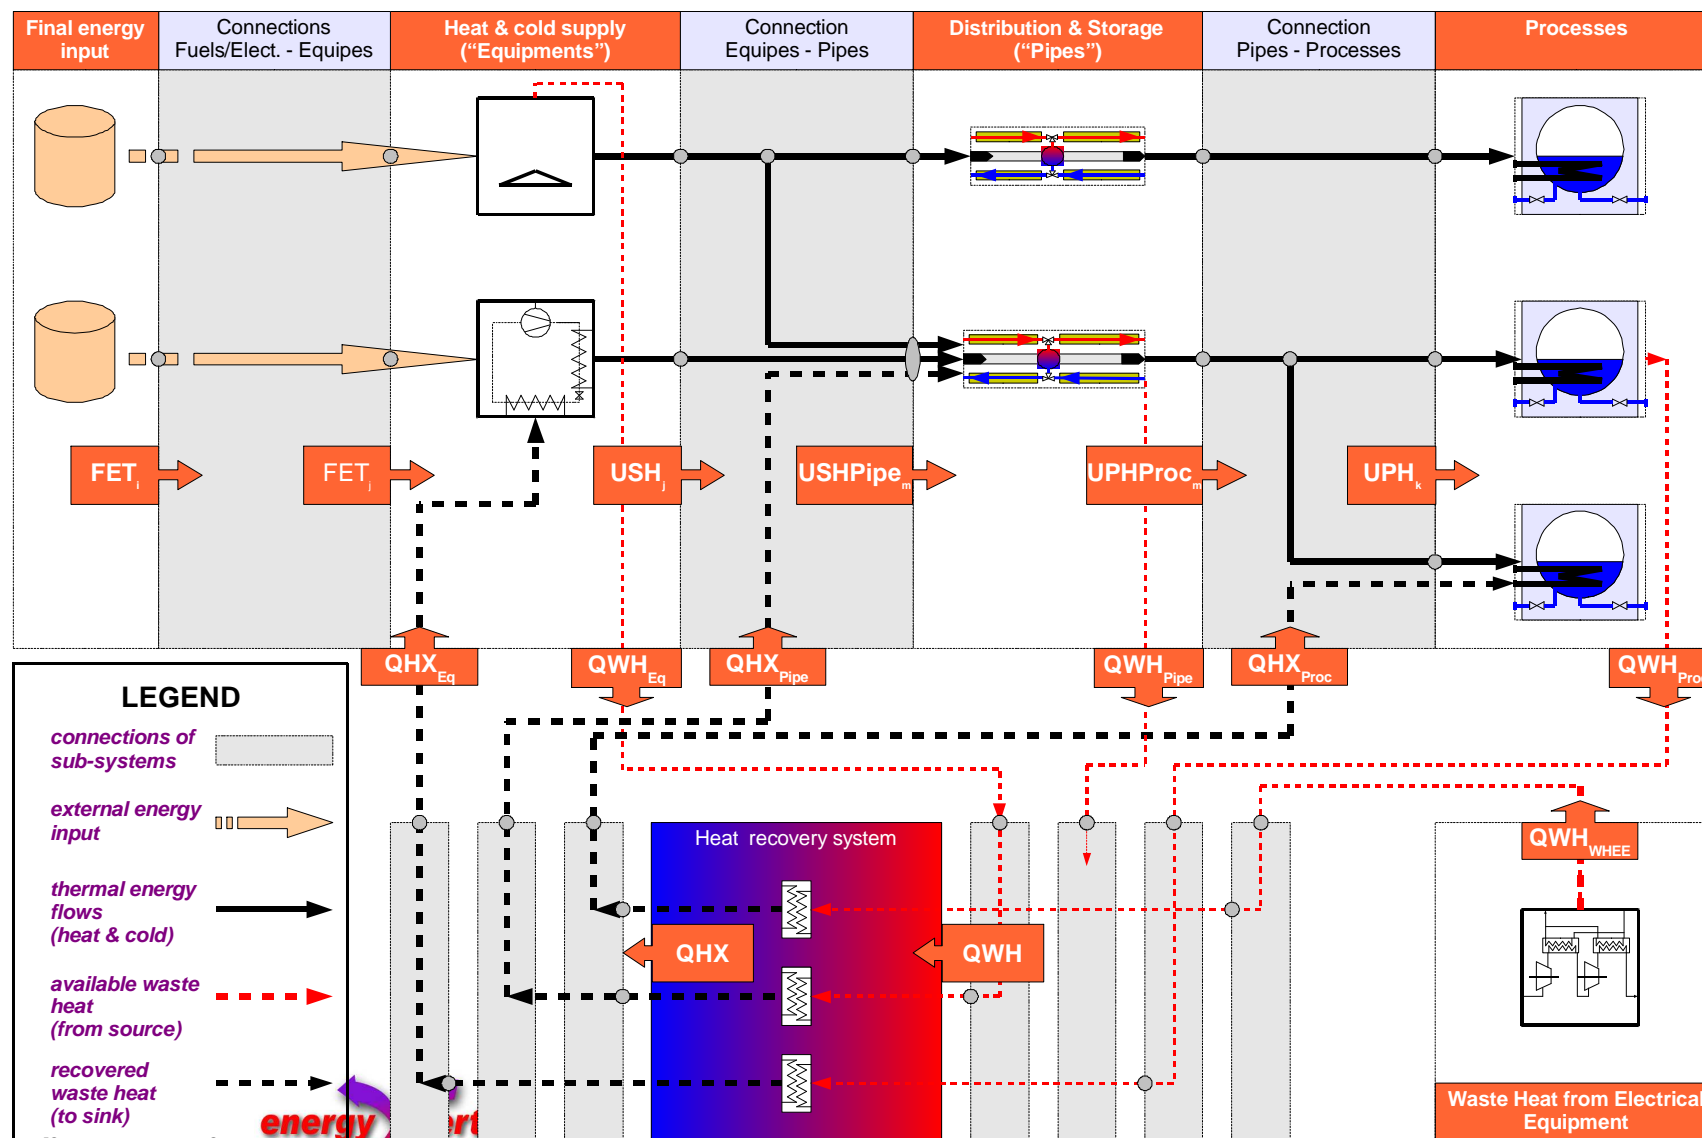 Final energy
input
Connections
Fuels/Elect. - Equipes
Heat & cold supply
(“Equipments”)
Connection
Equipes - Pipes
Distribution & Storage
(“Pipes”)
Connection
Pipes - Processes
Processes
FETi
FETj
USHj
USHPipem
UPHProcm
UPHk
QHXEq
QWHEq
QHXPipe
QWHPipe
QHXProc
QWHProc
LEGEND
connections of
sub-systems
external energy
input
thermal energy
flows
(heat & cold)
available waste
heat
(from source)
recovered
waste heat
(to sink)
Heat recovery system
QHX
QWH
QWHWHEE
Waste Heat from Electrical
Equipment
energy